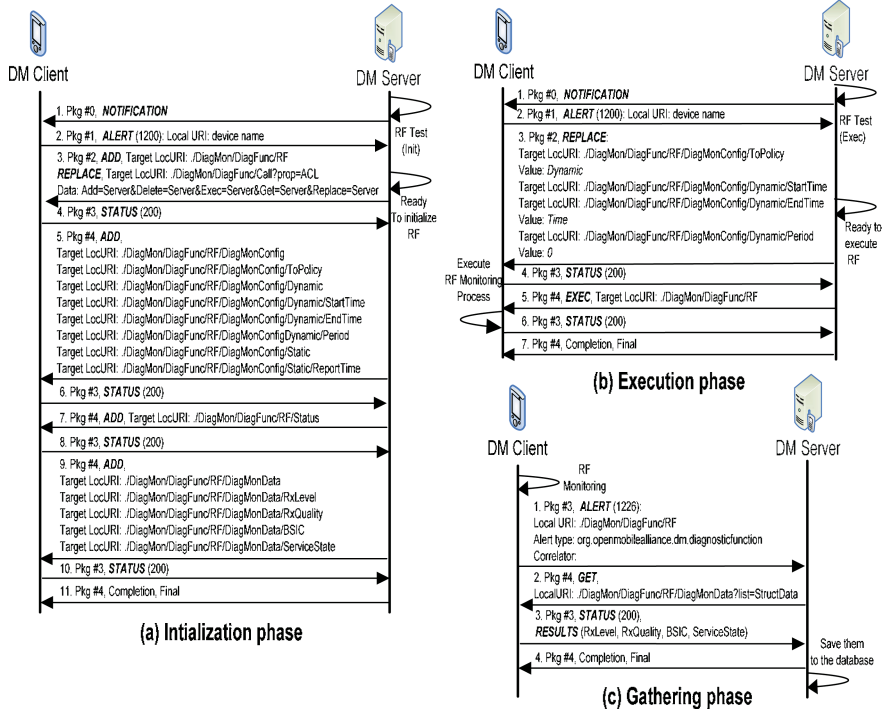 DM Client
DM Server
1. Pkg #0, NOTIFICATION
RF Test
(Init)
2. Pkg #1, ALERT (1200): Local URI: device name
3. Pkg #2, ADD, Target LocURI: ./DiagMon/DiagFunc/RF
REPLACE, Target LocURI: ./DiagMon/DiagFunc/Call?prop=ACL
Data: Add=Server&Delete=Server&Exec=Server&Get=Server&Replace=Server
Ready
To initialize
RF
4. Pkg #3, STATUS (200)
5. Pkg #4, ADD,
Target LocURI: ./DiagMon/DiagFunc/RF/DiagMonConfig
Target LocURI: ./DiagMon/DiagFunc/RF/DiagMonConfig/ToPolicy
Target LocURI: ./DiagMon/DiagFunc/RF/DiagMonConfig/Dynamic
Target LocURI: ./DiagMon/DiagFunc/RF/DiagMonConfig/Dynamic/StartTime
Target LocURI: ./DiagMon/DiagFunc/RF/DiagMonConfig/Dynamic/EndTime
Target LocURI: ./DiagMon/DiagFunc/RF/DiagMonConfigDynamic/Period
Target LocURI: ./DiagMon/DiagFunc/RF/DiagMonConfig/Static
Target LocURI: ./DiagMon/DiagFunc/RF/DiagMonConfig/Static/ReportTime
6. Pkg #3, STATUS (200)
7. Pkg #4, ADD, Target LocURI: ./DiagMon/DiagFunc/RF/Status
8. Pkg #3, STATUS (200)
9. Pkg #4, ADD,
Target LocURI: ./DiagMon/DiagFunc/RF/DiagMonData
Target LocURI: ./DiagMon/DiagFunc/RF/DiagMonData/RxLevel
Target LocURI: ./DiagMon/DiagFunc/RF/DiagMonData/RxQuality
Target LocURI: ./DiagMon/DiagFunc/RF/DiagMonData/BSIC
Target LocURI: ./DiagMon/DiagFunc/RF/DiagMonData/ServiceState
10. Pkg #3, STATUS (200)
11. Pkg #4, Completion, Final
(a) Intialization phase
DM Client
DM Server
1. Pkg #0, NOTIFICATION
2. Pkg #1, ALERT (1200): Local URI: device name
RF Test
(Exec)
3. Pkg #2, REPLACE:
Target LocURI: ./DiagMon/DiagFunc/RF/DiagMonConfig/ToPolicy
Value: Dynamic
Target LocURI: ./DiagMon/DiagFunc/RF/DiagMonConfig/Dynamic/StartTime
Target LocURI: ./DiagMon/DiagFunc/RF/DiagMonConfig/Dynamic/EndTime
Value: Time
Target LocURI: ./DiagMon/DiagFunc/RF/DiagMonConfig/Dynamic/Period
Value: 0
Ready to
execute
RF
Execute
RF Monitoring
Process
4. Pkg #3, STATUS (200)
5. Pkg #4, EXEC, Target LocURI: ./DiagMon/DiagFunc/RF
6. Pkg #3, STATUS (200)
7. Pkg #4, Completion, Final
(b) Execution phase
DM Client
DM Server
RF
Monitoring
1. Pkg #3, ALERT (1226):
Local URI: ./DiagMon/DiagFunc/RF
Alert type: org.openmobilealliance.dm.diagnosticfunction
Correlator:
2. Pkg #4, GET,
LocalURI: ./DiagMon/DiagFunc/RF/DiagMonData?list=StructData
3. Pkg #3, STATUS (200),
RESULTS (RxLevel, RxQuality, BSIC, ServiceState)
Save them
to the database
4. Pkg #4, Completion, Final
(c) Gathering phase